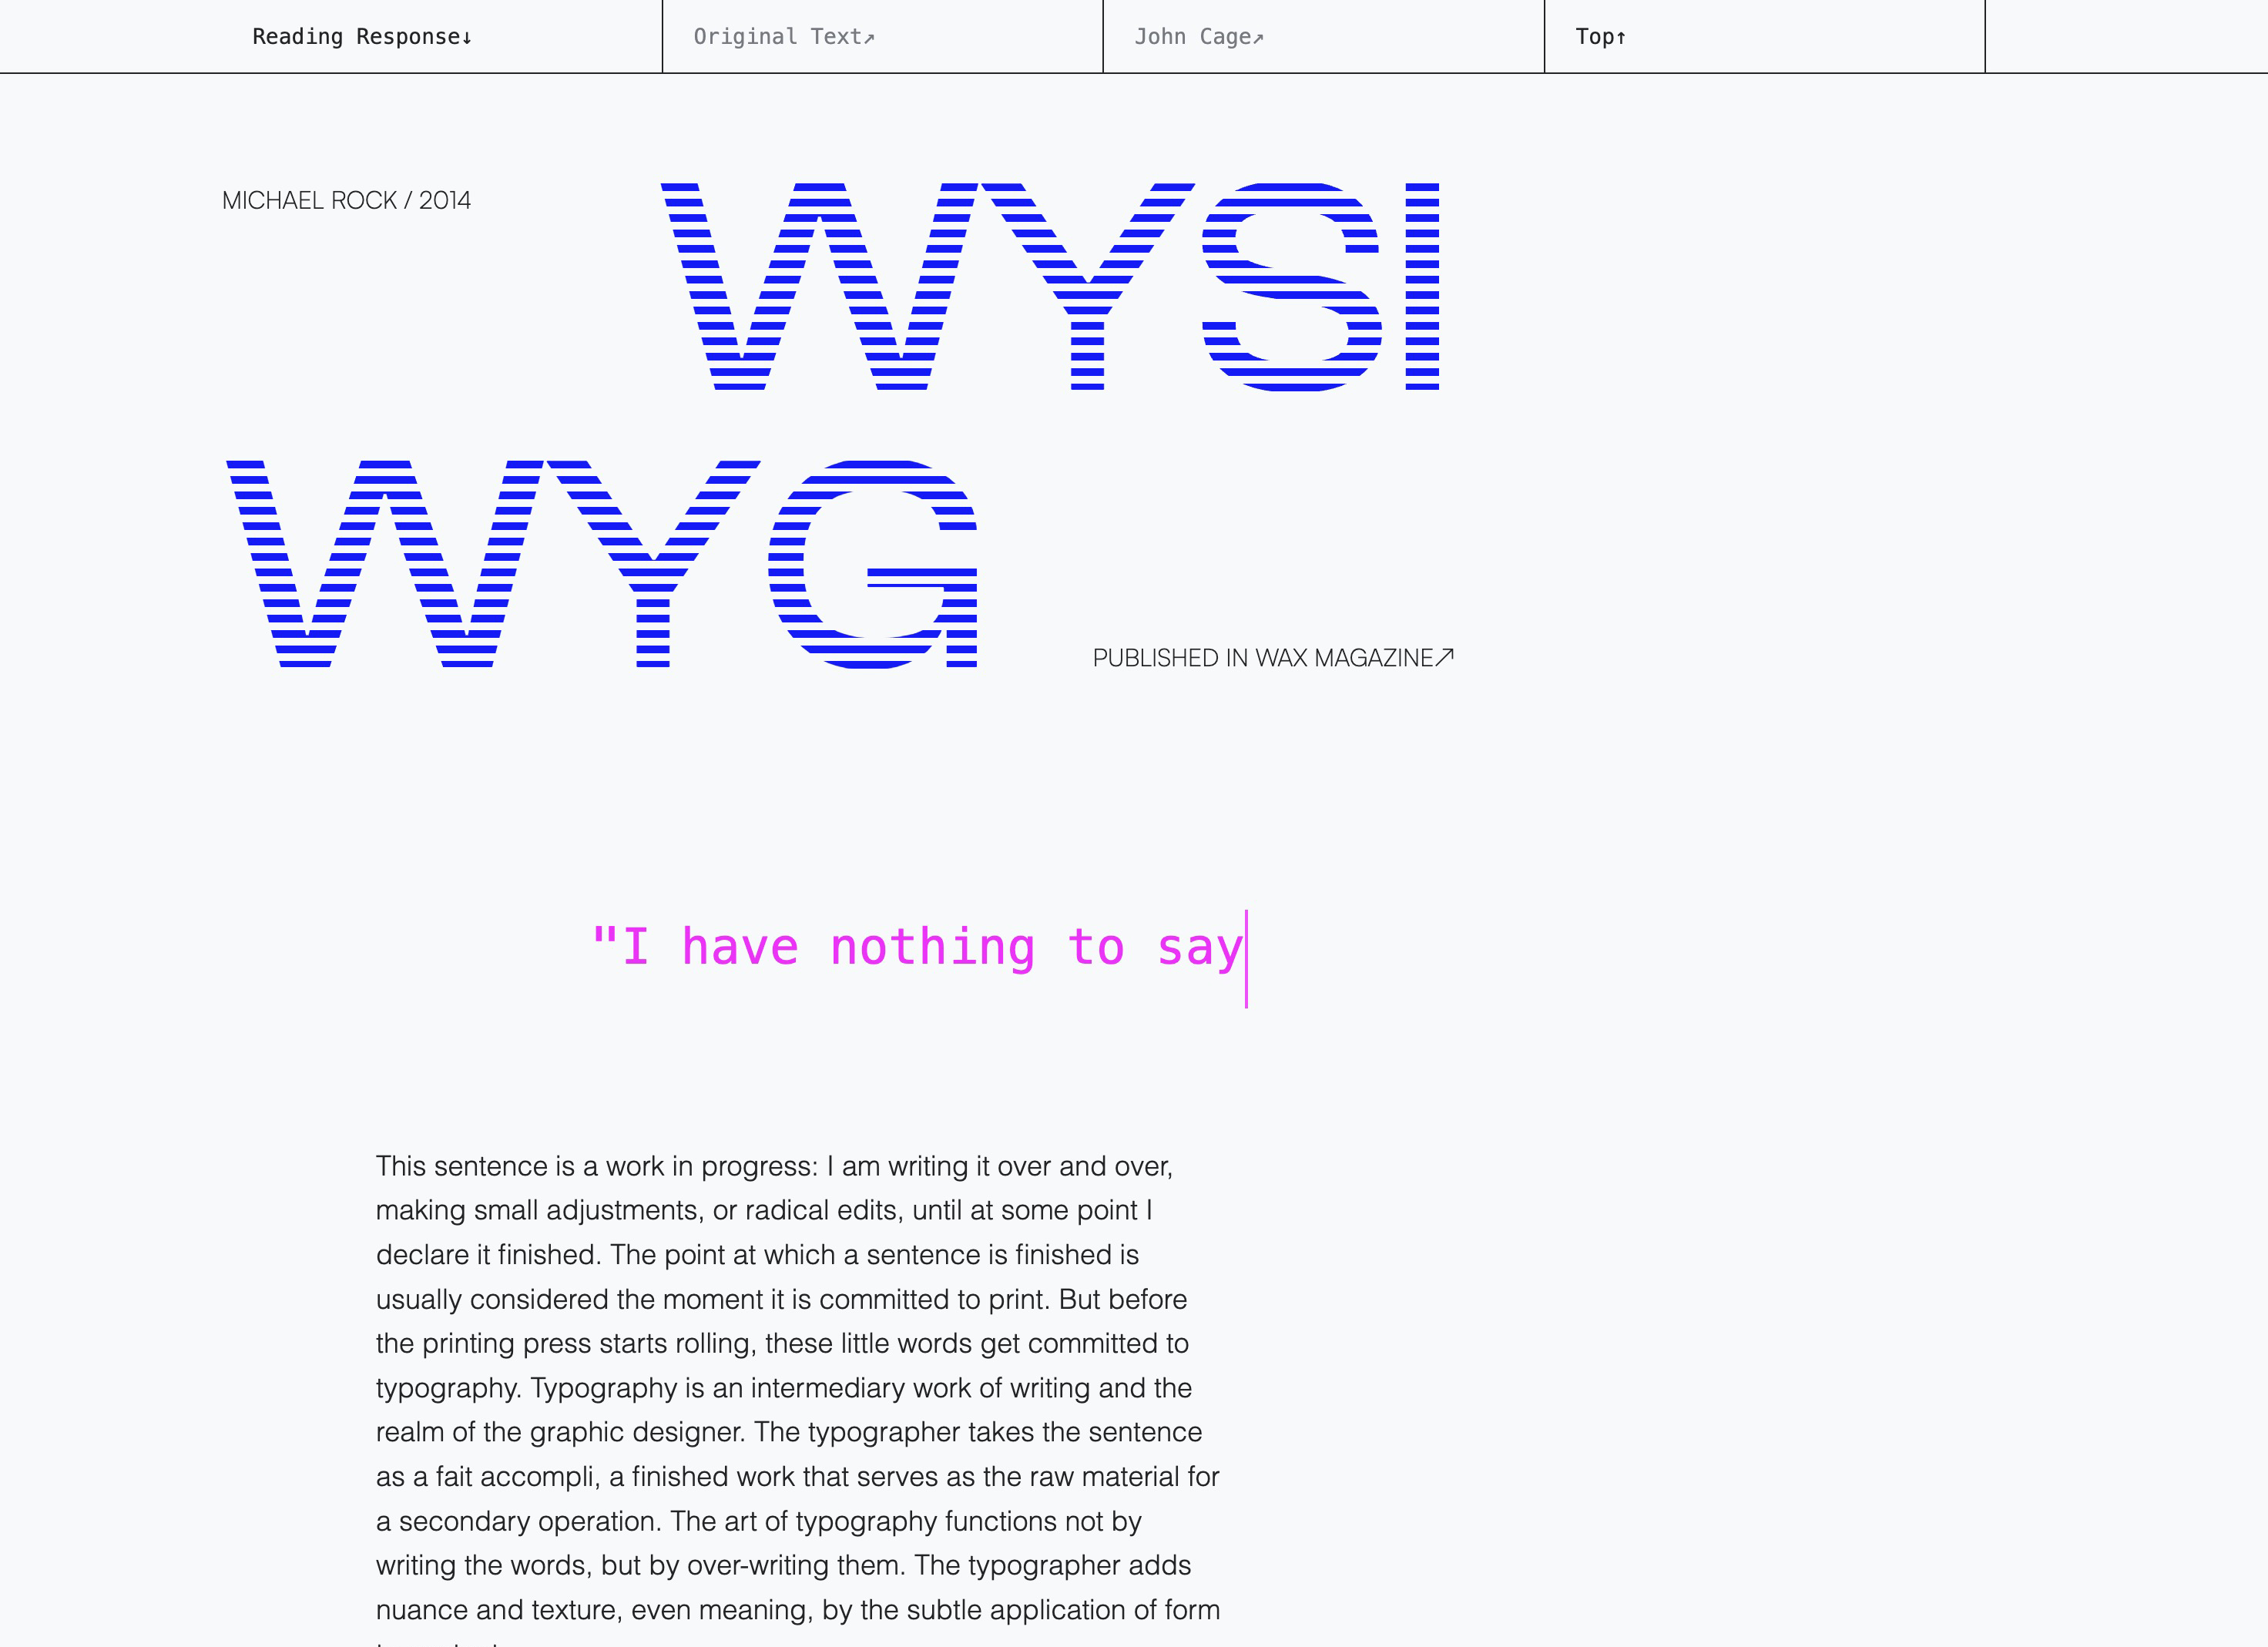 Reading Response↓
Original Text↗
John Cage↗
Top↑
MICHAEL ROCK / 2014
WYSI
WYG
PUBLISHED IN WAX MAGAZINE↗
"I have nothing to say
This sentence is a work in progress: I am writing it over and over,
making small adjustments, or radical edits, until at some point I
declare it finished. The point at which a sentence is finished is
usually considered the moment it is committed to print. But before
the printing press starts rolling, these little words get committed to
typography. Typography is an intermediary work of writing and the
realm of the graphic designer. The typographer takes the sentence
as a fait accompli, a finished work that serves as the raw material for
a secondary operation. The art of typography functions not by
writing the words, but by over-writing them. The typographer adds
nuance and texture, even meaning, by the subtle application of form